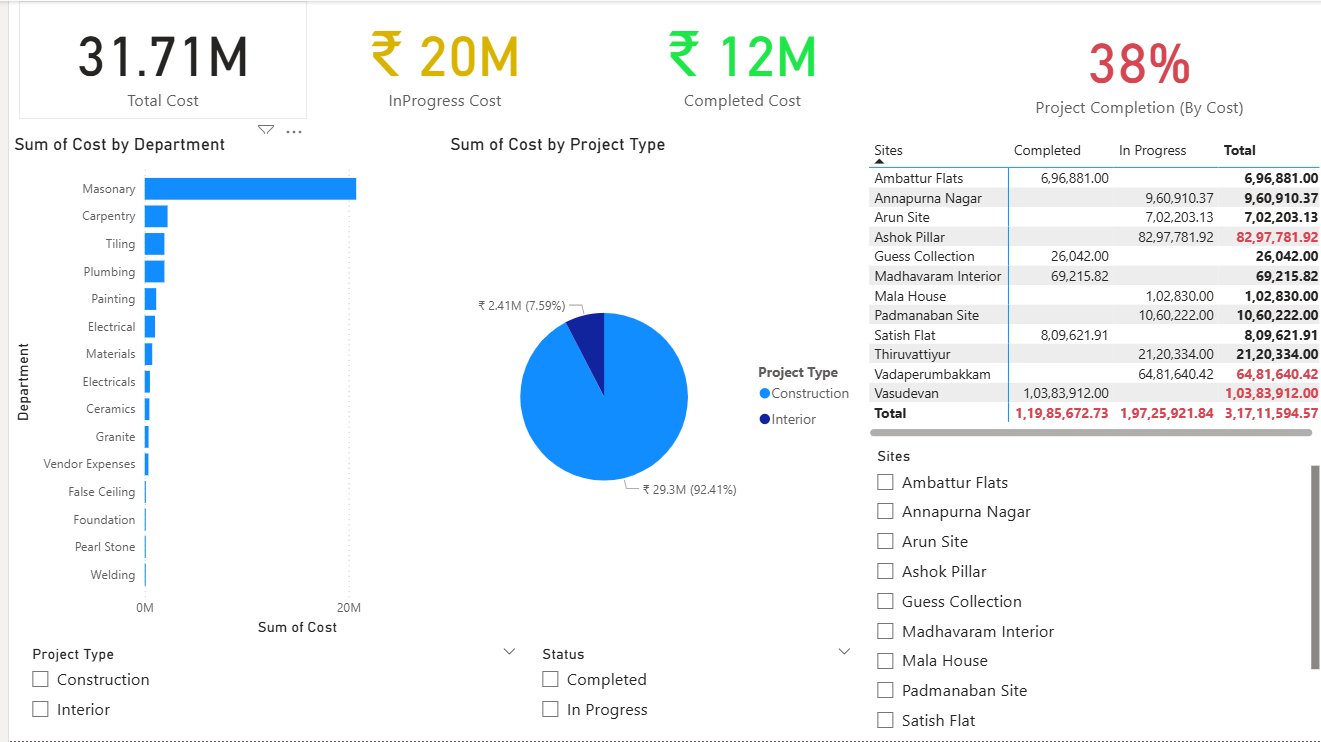 31.71M
Total Cost
₹ 20M
InProgress Cost
₹ 12M
Completed Cost
38%
Project Completion (By Cost)
Sum of Cost by Department
Department
Masonary
Carpentry
Tiling
Plumbing
Painting
Electrical
Materials
Electricals
Ceramics
Granite
Vendor Expenses
False Ceiling
Foundation
Pearl Stone
Welding
0M 20M
Sum of Cost
Sum of Cost by Project Type
₹ 2.41M (7.59%)
₹ 29.3M (92.41%)
Project Type
Construction
Interior
Sites Completed In Progress Total
Ambattur Flats 6,96,881.00 6,96,881.00
Annapurna Nagar 9,60,910.37 9,60,910.37
Arun Site 7,02,203.13 7,02,203.13
Ashok Pillar 82,97,781.92 82,97,781.92
Guess Collection 26,042.00 26,042.00
Madhavaram Interior 69,215.82 69,215.82
Mala House 1,02,830.00 1,02,830.00
Padmanaban Site 10,60,222.00 10,60,222.00
Satish Flat 8,09,621.91 8,09,621.91
Thiruvattiyur 21,20,334.00 21,20,334.00
Vadaperumbakkam 64,81,640.42 64,81,640.42
Vasudevan 1,03,83,912.00 1,03,83,912.00
Total 1,19,85,672.73 1,97,25,921.84 3,17,11,594.57
Sites
Ambattur Flats
Annapurna Nagar
Arun Site
Ashok Pillar
Guess Collection
Madhavaram Interior
Mala House
Padmanaban Site
Satish Flat
Project Type
Construction
Interior
Status
Completed
In Progress